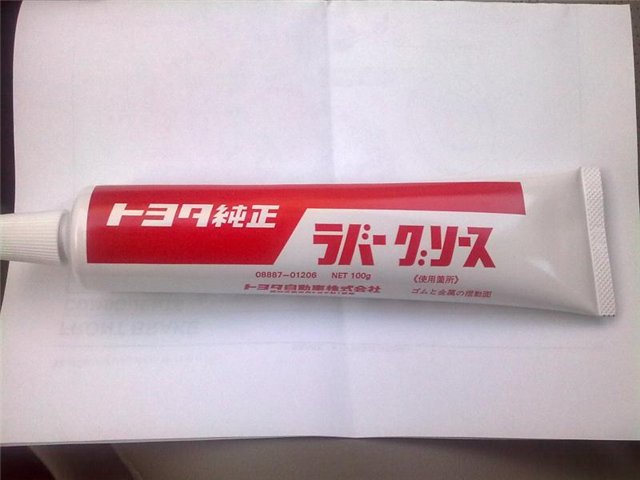 トヨタ純正
ラバーグリース
08887-01206 NET 100g
トヨタ自動車株式会社
《使用箇所》
ゴムと金属の摺動面